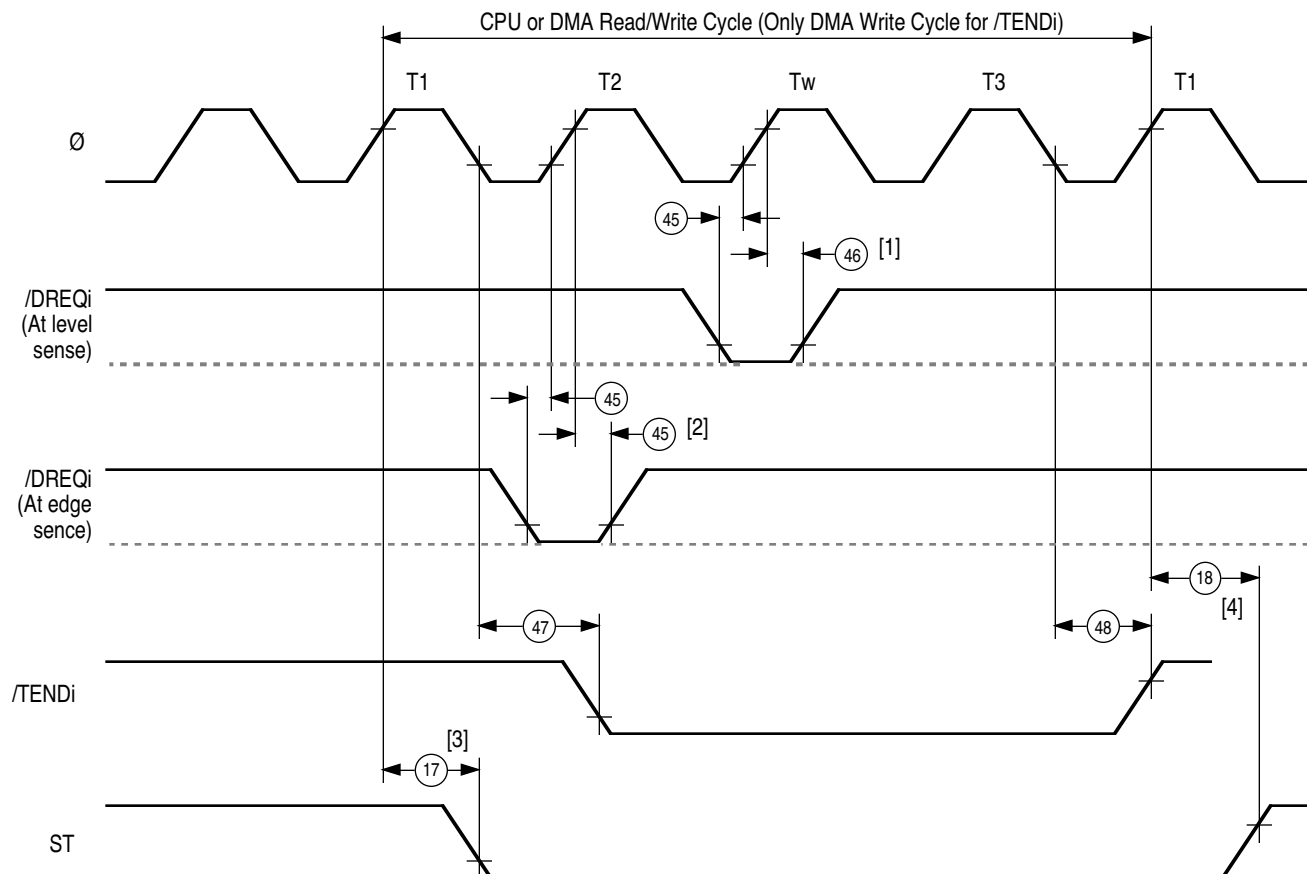 CPU or DMA Read/Write Cycle (Only DMA Write Cycle for /TENDi)
T1 T2 Tw T3 T1
Ø
45
46 [1]
/DREQi
(At level
sense)
45
45 [2]
/DREQi
(At edge
sence)
18
[4]
47 48
/TENDi
[3]
17
ST